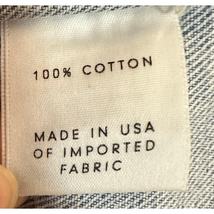 100% COTTON
MADE IN USA
OF IMPORTED
FABRIC